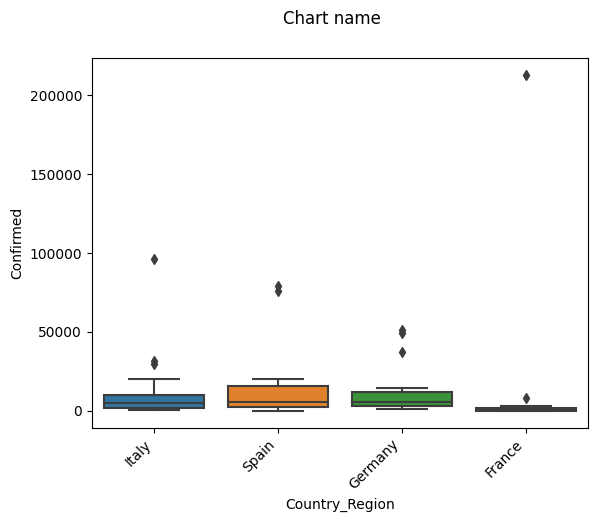 Chart name
200000
150000
100000
50000
0
Confirmed
Italy
Spain
Germany
France
Country_Region